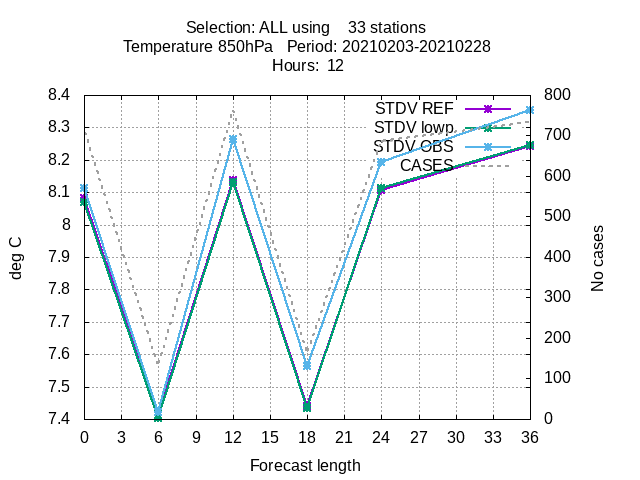 Selection: ALL using    33 stations
Temperature 850hPa   Period: 20210203-20210228
Hours:  12
8.4
8.3
8.2
8.1
8
7.9
7.8
7.7
7.6
7.5
7.4
deg C
STDV REF
STDV lowp
STDV OBS
CASES
800
700
600
500
400
300
200
100
0
No cases
0 3 6 9 12 15 18 21 24 27 30 33 36
Forecast length